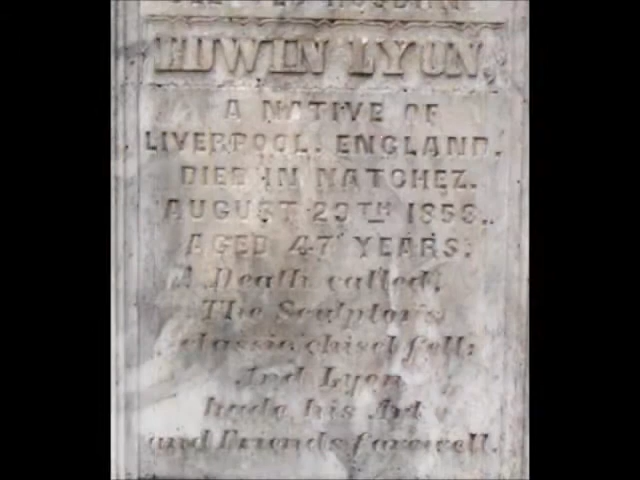 EDWIN LYON,
A NATIVE OF
LIVERPOOL. ENGLAND.
DIED IN NATCHEZ.
AUGUST 29TH 1853.
AGED 47 YEARS.
Death called,
The Sculptor's
classic chisel fell;
And Lyon
bade his Art
and Friends farewell.